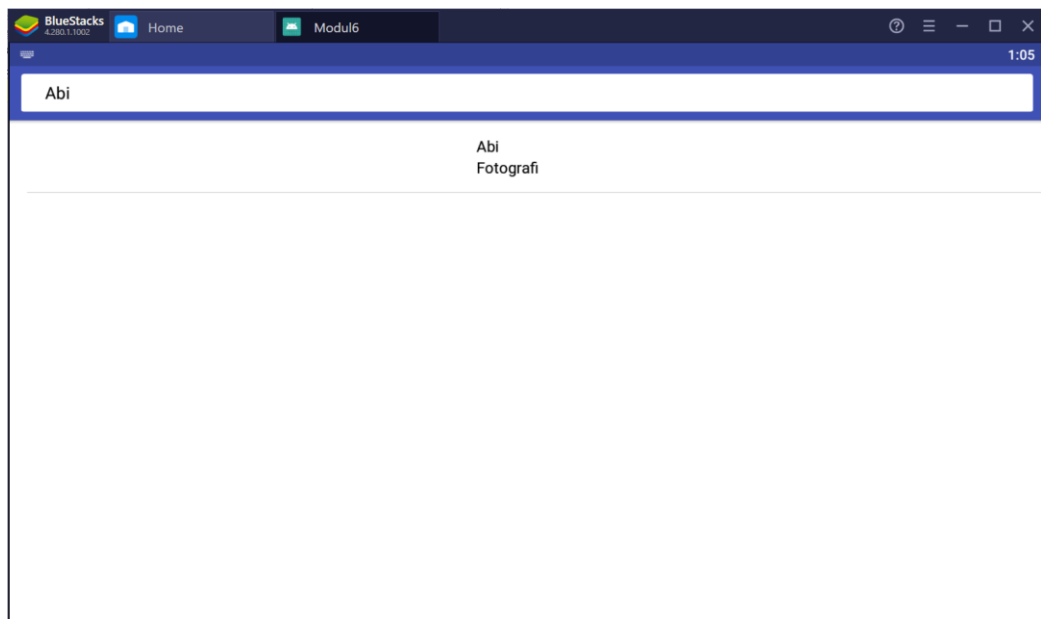 BlueStacks
4.280.1.1002
Home
Modul6
1:05
Abi
Abi
Fotografi